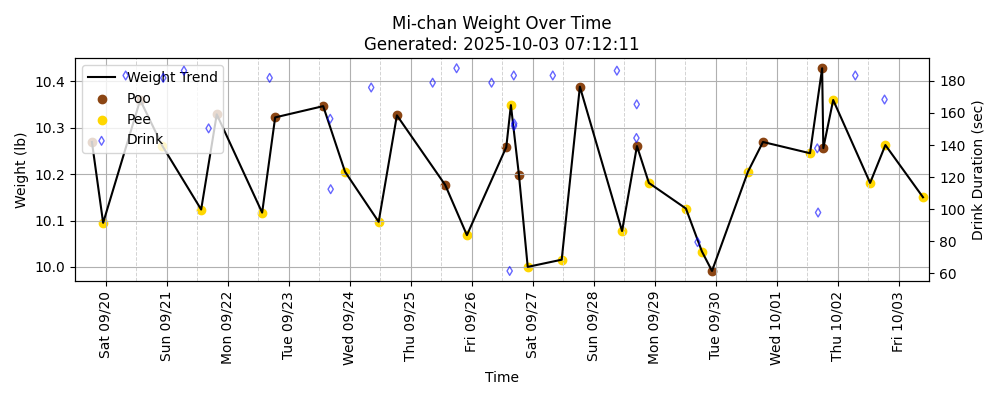 Mi-chan Weight Over Time
Generated: 2025-10-03 07:12:11
Weight Trend
Poo
Pee
Drink
Weight (lb)
10.4
10.3
10.2
10.1
10.0
Drink Duration (sec)
180
160
140
120
100
80
60
Sat 09/20
Sun 09/21
Mon 09/22
Tue 09/23
Wed 09/24
Thu 09/25
Fri 09/26
Sat 09/27
Sun 09/28
Mon 09/29
Tue 09/30
Wed 10/01
Thu 10/02
Fri 10/03
Time